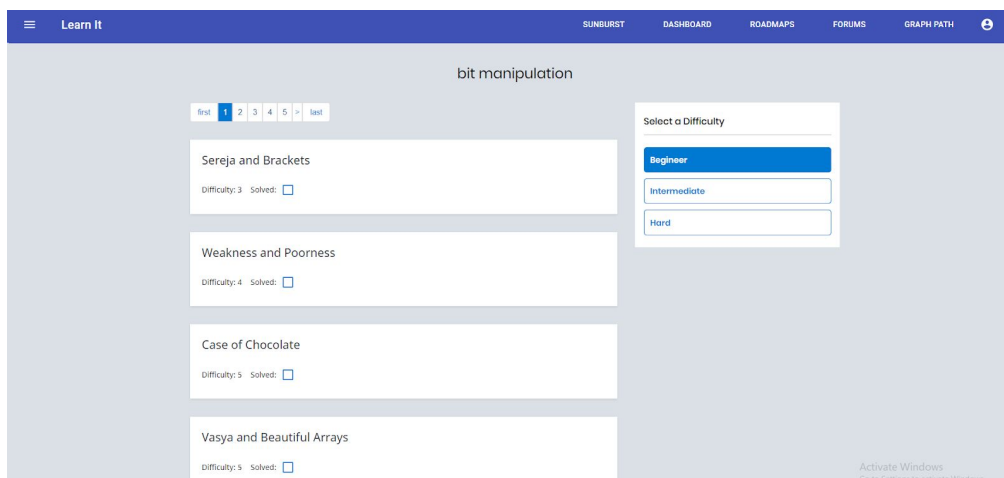 Learn It SUNBURST DASHBOARD ROADMAPS FORUMS GRAPH PATH
bit manipulation
first 1 2 3 4 5 » last
Select a Difficulty
Begineer
Intermediate
Hard
Sereja and Brackets
Difficulty: 3 Solved:
Weakness and Poorness
Difficulty: 4 Solved:
Case of Chocolate
Difficulty: 5 Solved:
Vasya and Beautiful Arrays
Difficulty: 5 Solved:
Activate Windows